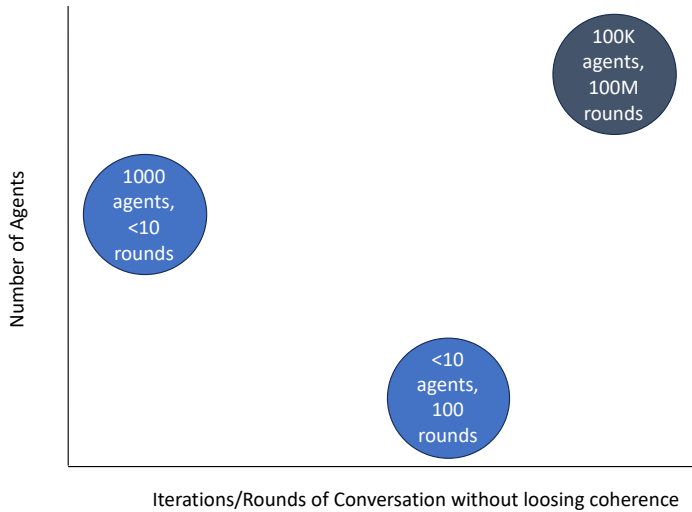 100K
agents,
100M
rounds
1000
agents,
<10
rounds
<10
agents,
100
rounds
Number of Agents
Iterations/Rounds of Conversation without loosing coherence